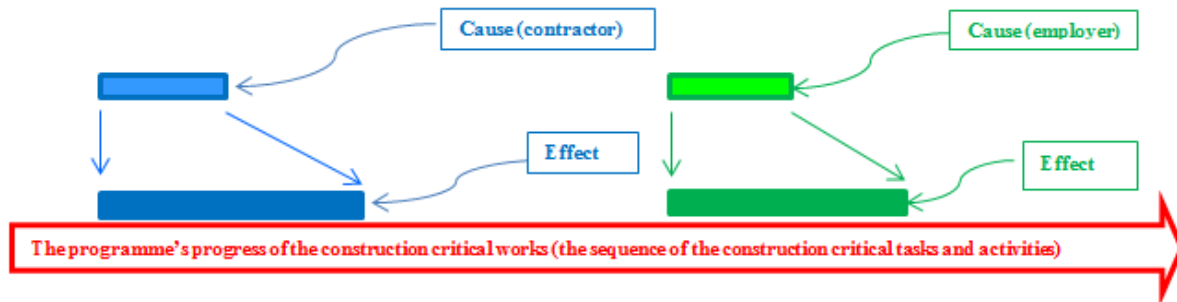 Cause (contractor)
Cause (employer)
Effect
Effect
The programme's progress of the construction critical works (the sequence of the construction critical tasks and activities)